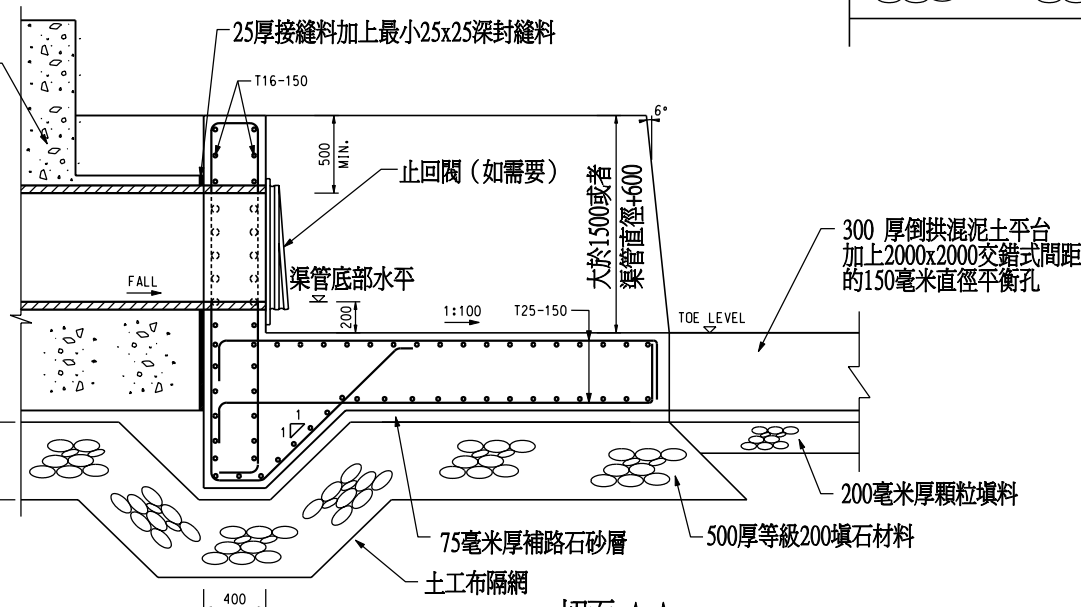 25厚接縫料加上最小25x25深封縫料
T16-150
6°
500
MIN.
止回閥（如需要）
大於1500或者
渠管直徑+600
300 厚倒拱混泥土平台
加上2000x2000交錯式間距
的150毫米直徑平衡孔
渠管底部水平
FALL
200
1:100
T25-150
TOE LEVEL
1
1
200毫米厚顆粒填料
500厚等級200填石材料
75毫米厚補路石砂層
土工布隔網
400